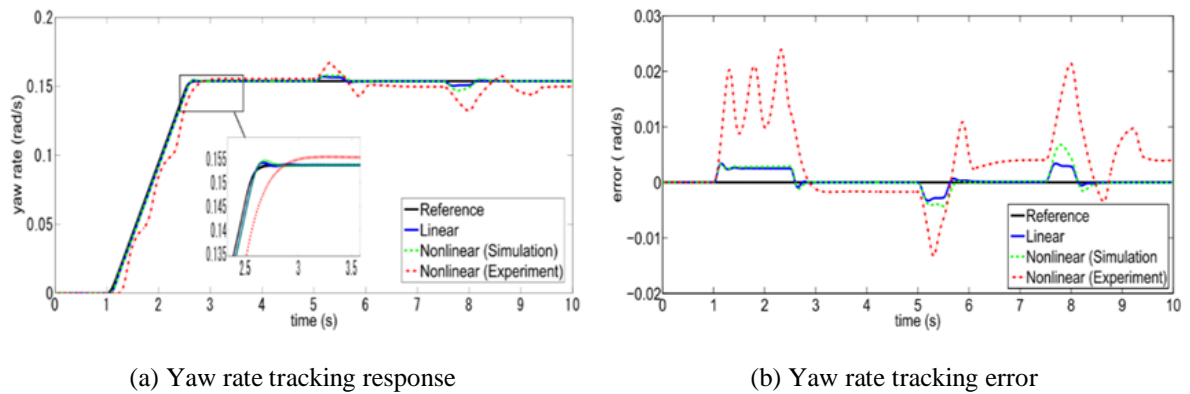 0.2
0.15
0.1
0.05
0
yaw rate (rad/s)
0.155
0.15
0.145
0.14
0.135
2.5 3 3.5
Reference
Linear
Nonlinear (Simulation)
Nonlinear (Experiment)
0 1 2 3 4 5 6 7 8 9 10
time (s)
(a) Yaw rate tracking response
0.03
0.02
0.01
0
−0.01
−0.02
error ( rad/s)
Reference
Linear
Nonlinear (Simulation
Nonlinear (Experiment)
0 1 2 3 4 5 6 7 8 9 10
time (s)
(b) Yaw rate tracking error